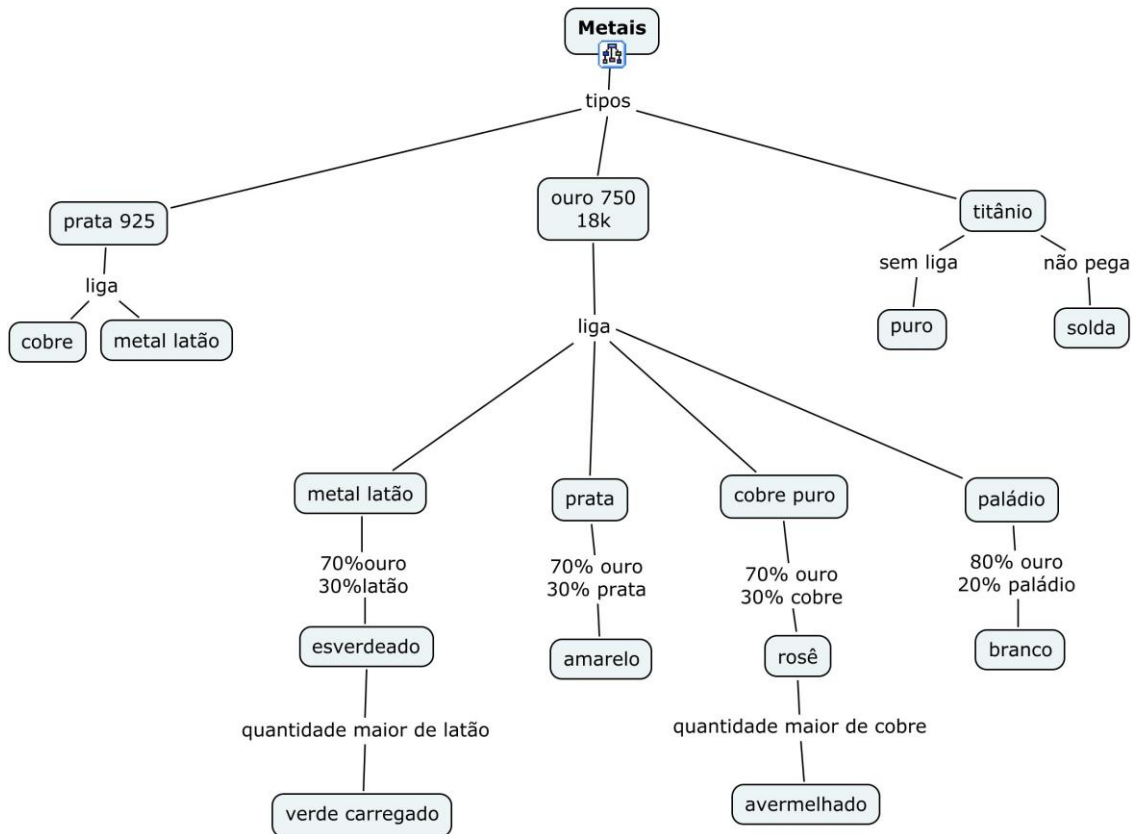 Metais
tipos
prata 925
ouro 750
18k
titânio
liga
sem liga
não pega
cobre
metal latão
liga
puro
solda
metal latão
prata
cobre puro
paládio
70%ouro
30%latão
70% ouro
30% prata
70% ouro
30% cobre
80% ouro
20% paládio
esverdeado
amarelo
rosê
branco
quantidade maior de latão
quantidade maior de cobre
verde carregado
avermelhado